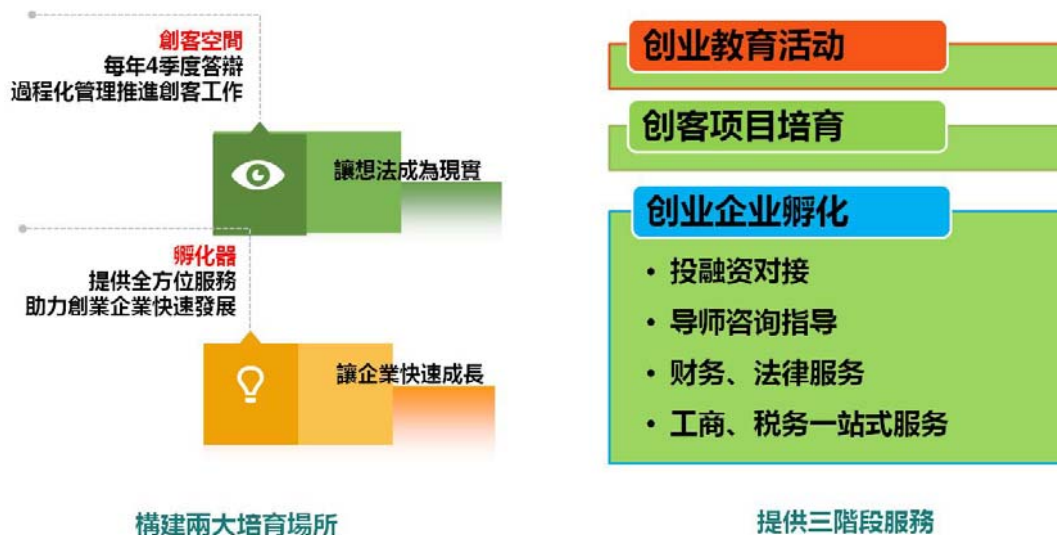 創客空間
每年4季度答辯
過程化管理推進創客工作
讓想法成為現實
孵化器
提供全方位服務
助力創業企業快速發展
讓企業快速成長
構建兩大培育場所
创业教育活动
创客项目培育
创业企业孵化
• 投融资对接
• 导师咨询指导
• 财务、法律服务
• 工商、税务一站式服务
提供三階段服務